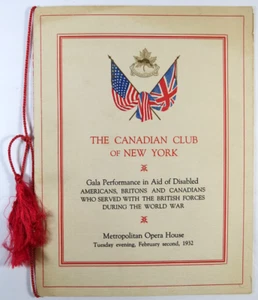 THE CANADIAN CLUB
OF NEW YORK
Gala Performance in Aid of Disabled
AMERICANS, BRITONS AND CANADIANS
WHO SERVED WITH THE BRITISH FORCES
DURING THE WORLD WAR
Metropolitan Opera House
Tuesday evening, February second, 1932